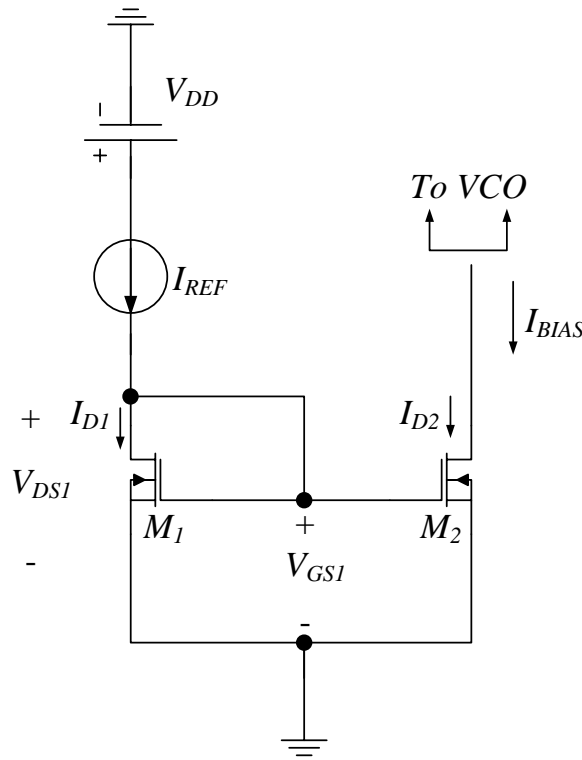 -
V_DD
+
To VCO
I_REF
I_BIAS
+
I_D1
I_D2
V_DS1
M_1
+
M_2
-
V_GS1
-